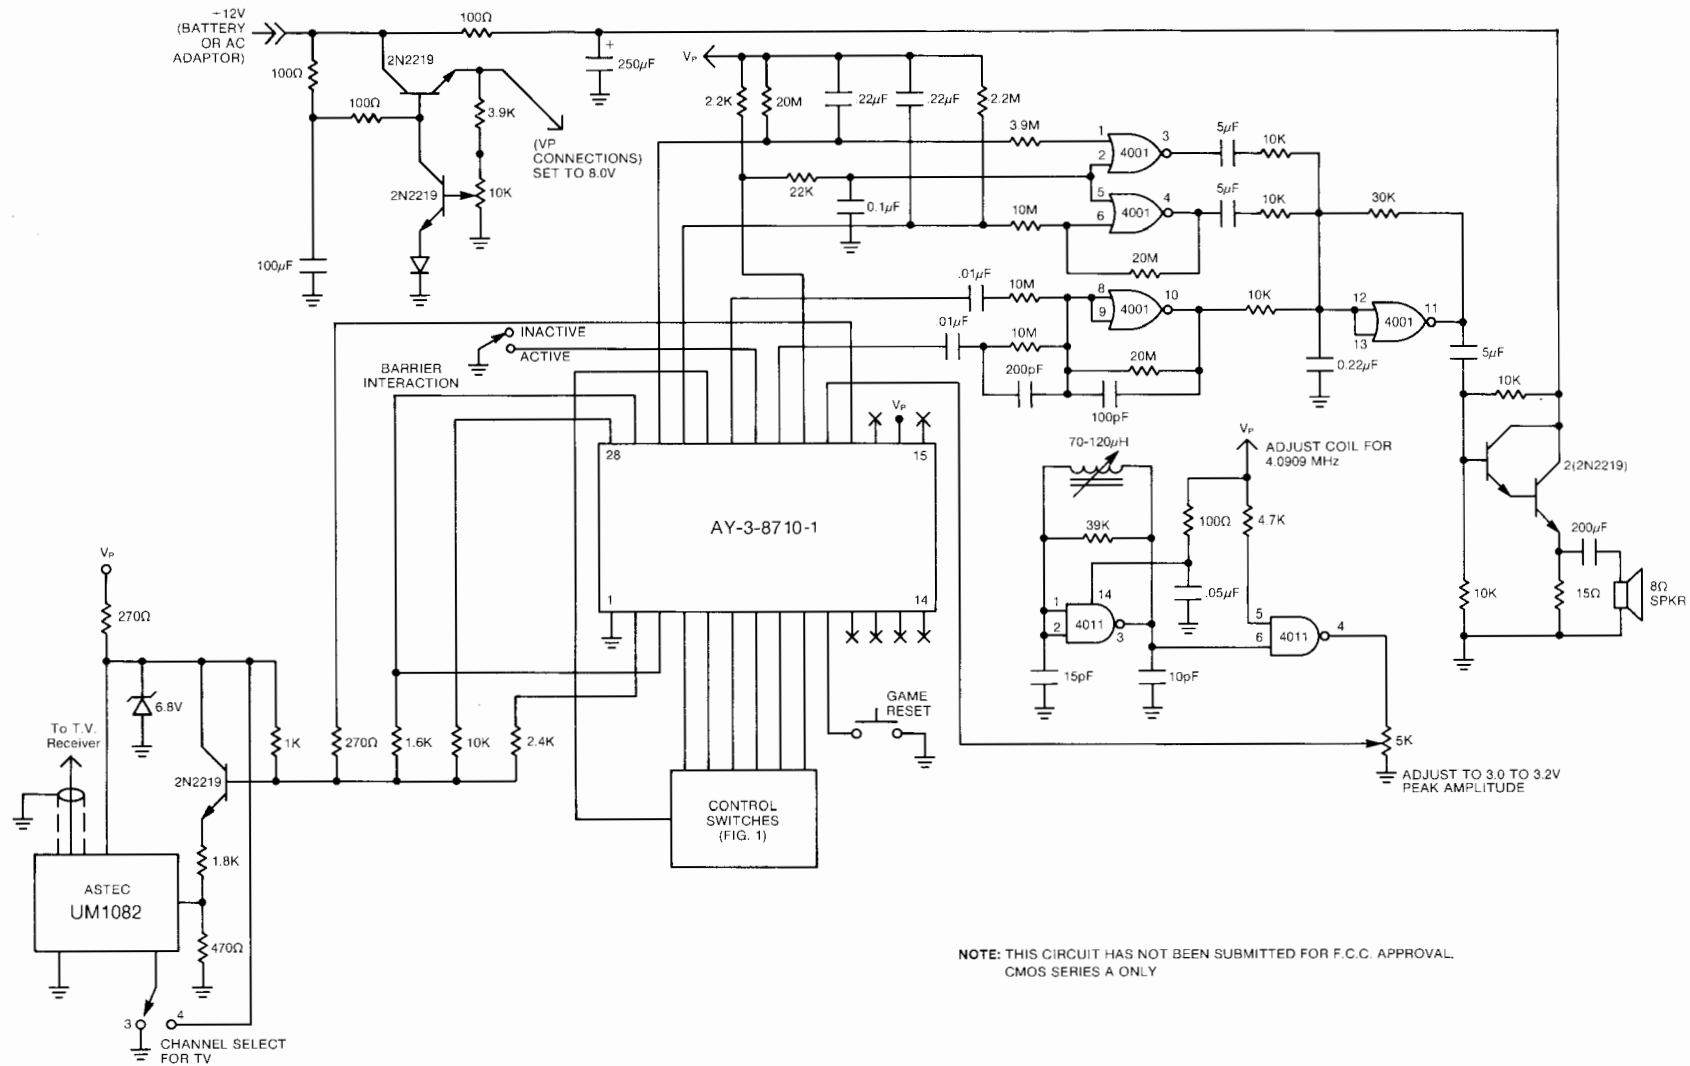 +12V
(BATTERY
OR AC
ADAPTOR)
100Ω
100Ω
2N2219
100Ω
+
250µF
3.9K
(VP
CONNECTIONS)
SET TO 8.0V
2N2219
10K
100µF
VP
2.2K
20M
.22µF
.22µF
2.2M
3.9M
1
2
4001
3
5µF
10K
22K
0.1µF
5
6
4001
4
5µF
10K
30K
10M
20M
.01µF
10M
8
9
4001
10
10K
12
13
4001
11
.01µF
10M
20M
200pF
100pF
0.22µF
5µF
10K
INACTIVE
ACTIVE
BARRIER
INTERACTION
VP
28
15
AY-3-8710-1
1
14
70-120µH
VP
ADJUST COIL FOR
4.0909 MHz
39K
100Ω
4.7K
1
2
14
4011
3
.05µF
5
6
4011
4
15pF
10pF
2(2N2219)
200µF
10K
15Ω
8Ω
SPKR
5K
ADJUST TO 3.0 TO 3.2V
PEAK AMPLITUDE
GAME
RESET
CONTROL
SWITCHES
(FIG. 1)
VP
270Ω
6.8V
To T.V.
Receiver
1K
270Ω
1.6K
10K
2.4K
2N2219
1.8K
ASTEC
UM1082
470Ω
3
4
CHANNEL SELECT
FOR TV
NOTE: THIS CIRCUIT HAS NOT BEEN SUBMITTED FOR F.C.C. APPROVAL,
CMOS SERIES A ONLY